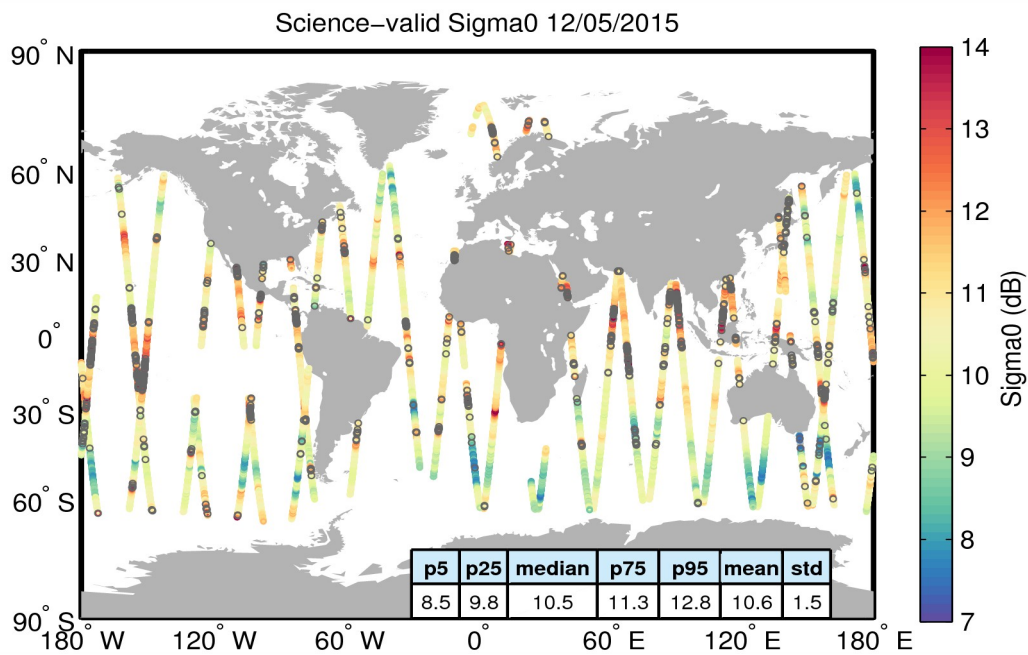 Science−valid Sigma0 12/05/2015
90° N
60° N
30° N
0°
30° S
60° S
90° S
180° W
120° W
60° W
0°
60° E
120° E
180° E
p5 p25 median p75 p95 mean std
8.5 9.8 10.5 11.3 12.8 10.6 1.5
14
13
12
11
10
9
8
7
Sigma0 (dB)